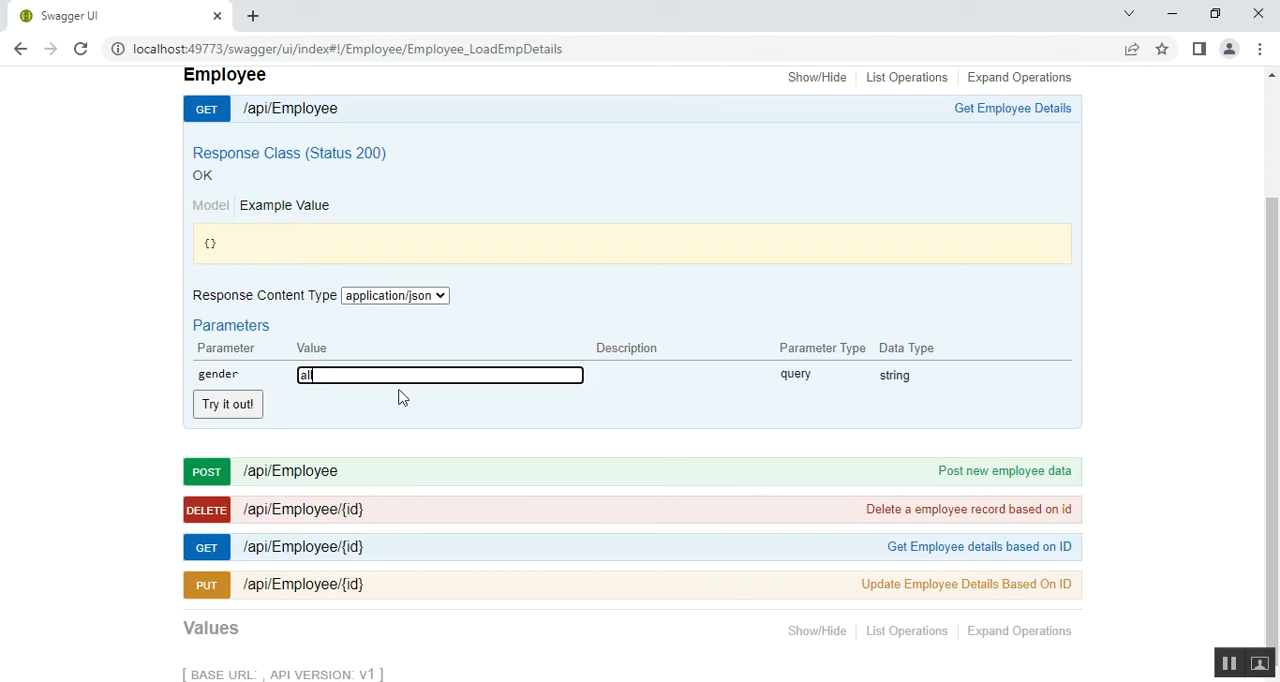 Swagger UI
localhost:49773/swagger/ui/index#!/Employee/Employee_LoadEmpDetails
Employee Show/Hide List Operations Expand Operations
GET /api/Employee Get Employee Details
Response Class (Status 200)
OK
Model Example Value
{}
Response Content Type application/json
Parameters
Parameter Value Description Parameter Type Data Type
gender all query string
Try it out!
POST /api/Employee Post new employee data
DELETE /api/Employee/{id} Delete a employee record based on id
GET /api/Employee/{id} Get Employee details based on ID
PUT /api/Employee/{id} Update Employee Details Based On ID
Values Show/Hide List Operations Expand Operations
[ BASE URL: , API VERSION: v1 ]